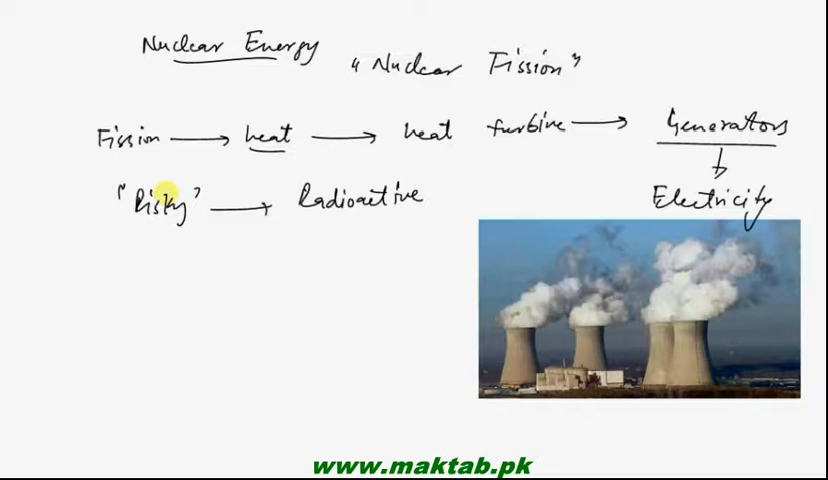 Nuclear Energy
"Nuclear Fission"
Fission → heat → heat turbine → Generators
↓
"Risky" → Radioactive Electricity
www.maktab.pk